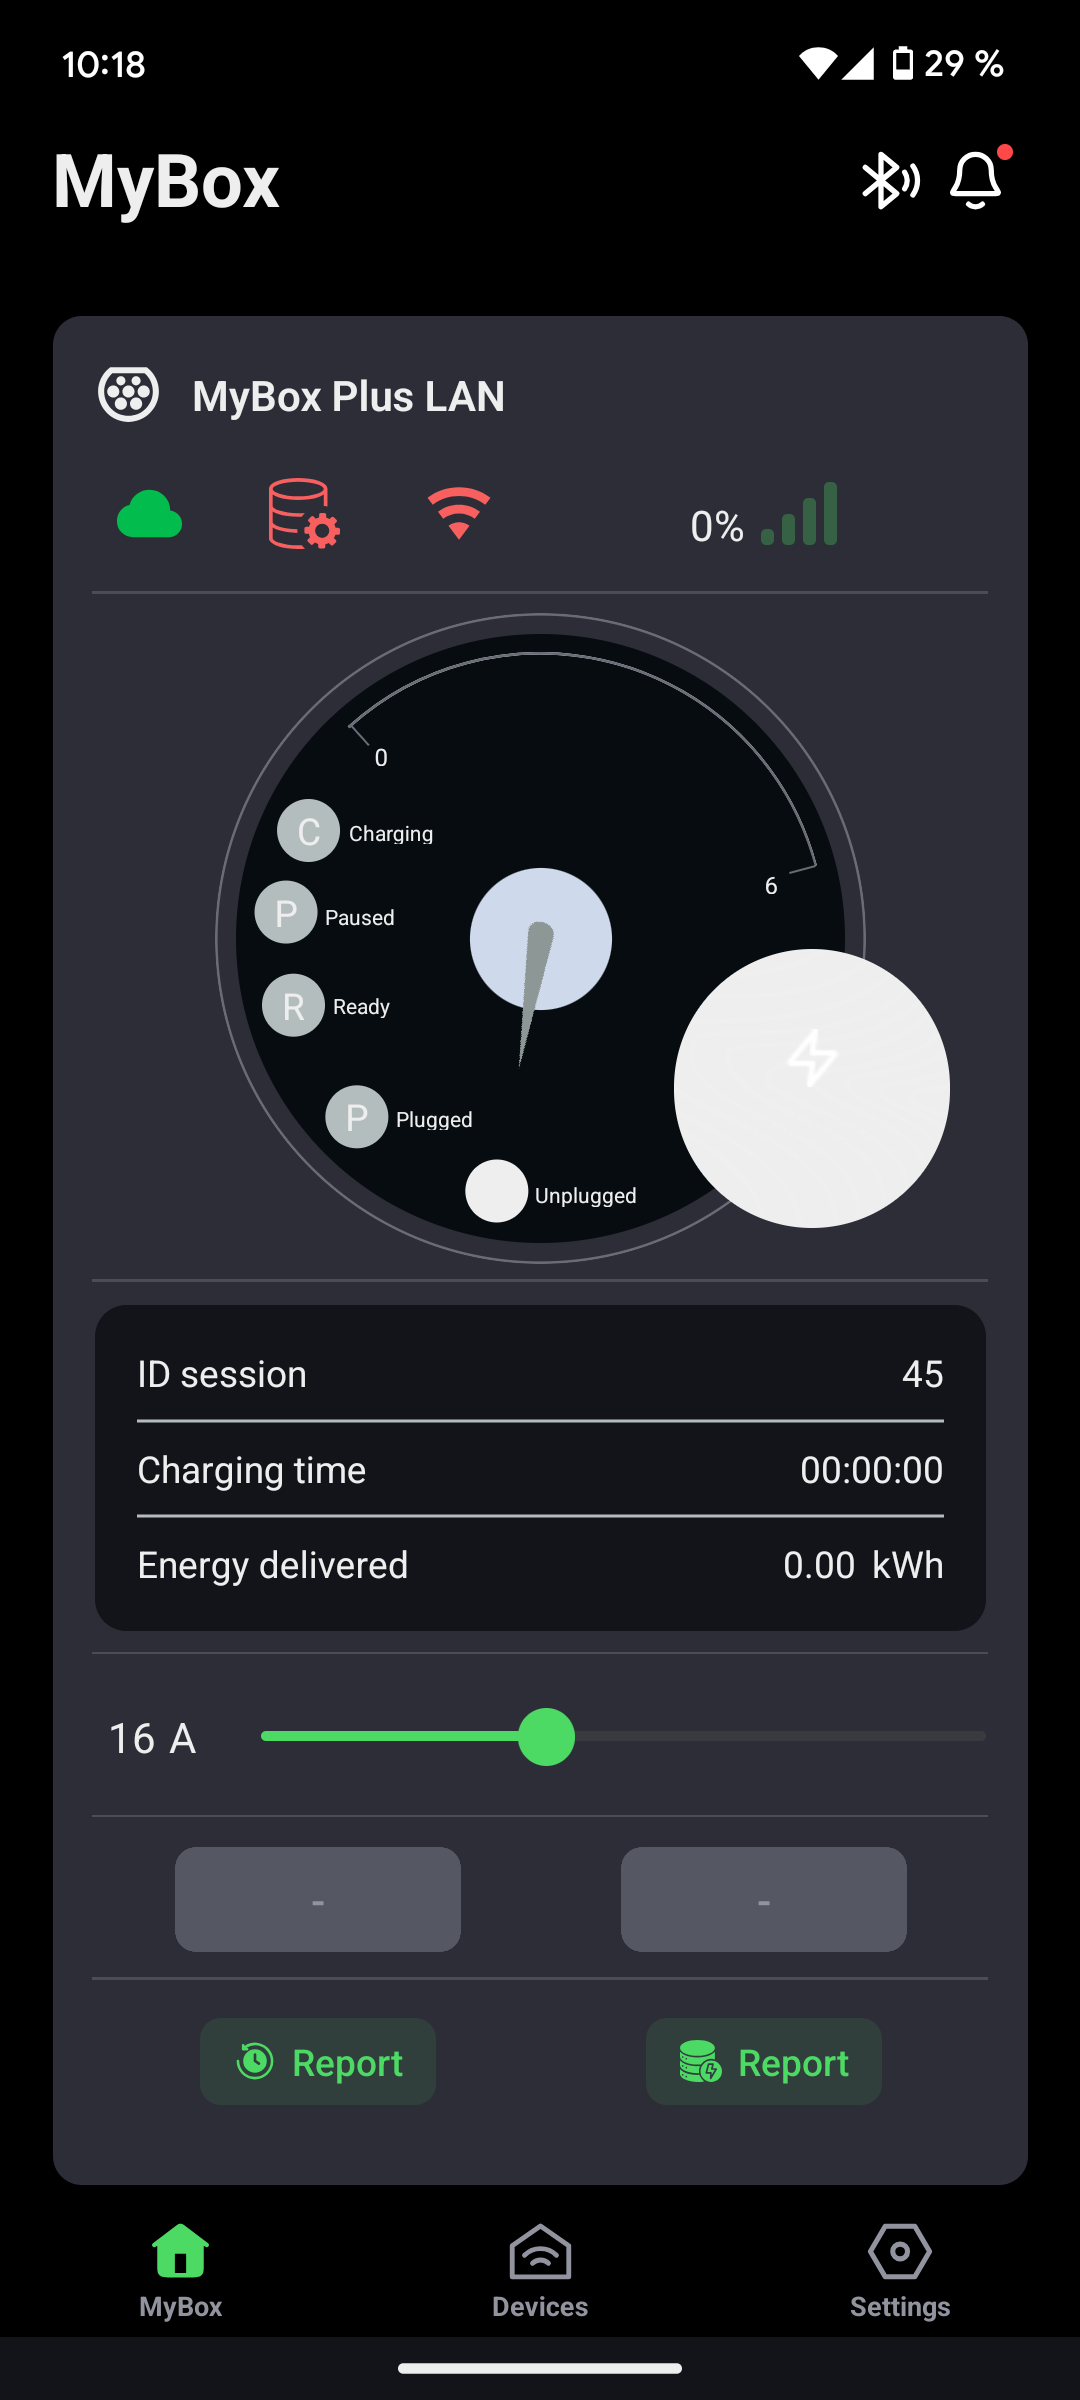 10:18
29 %
MyBox
MyBox Plus LAN
0%
0
C Charging
6
P Paused
R Ready
P Plugged
Unplugged
ID session 45
Charging time 00:00:00
Energy delivered 0.00 kWh
16 A
- -
Report Report
MyBox Devices Settings